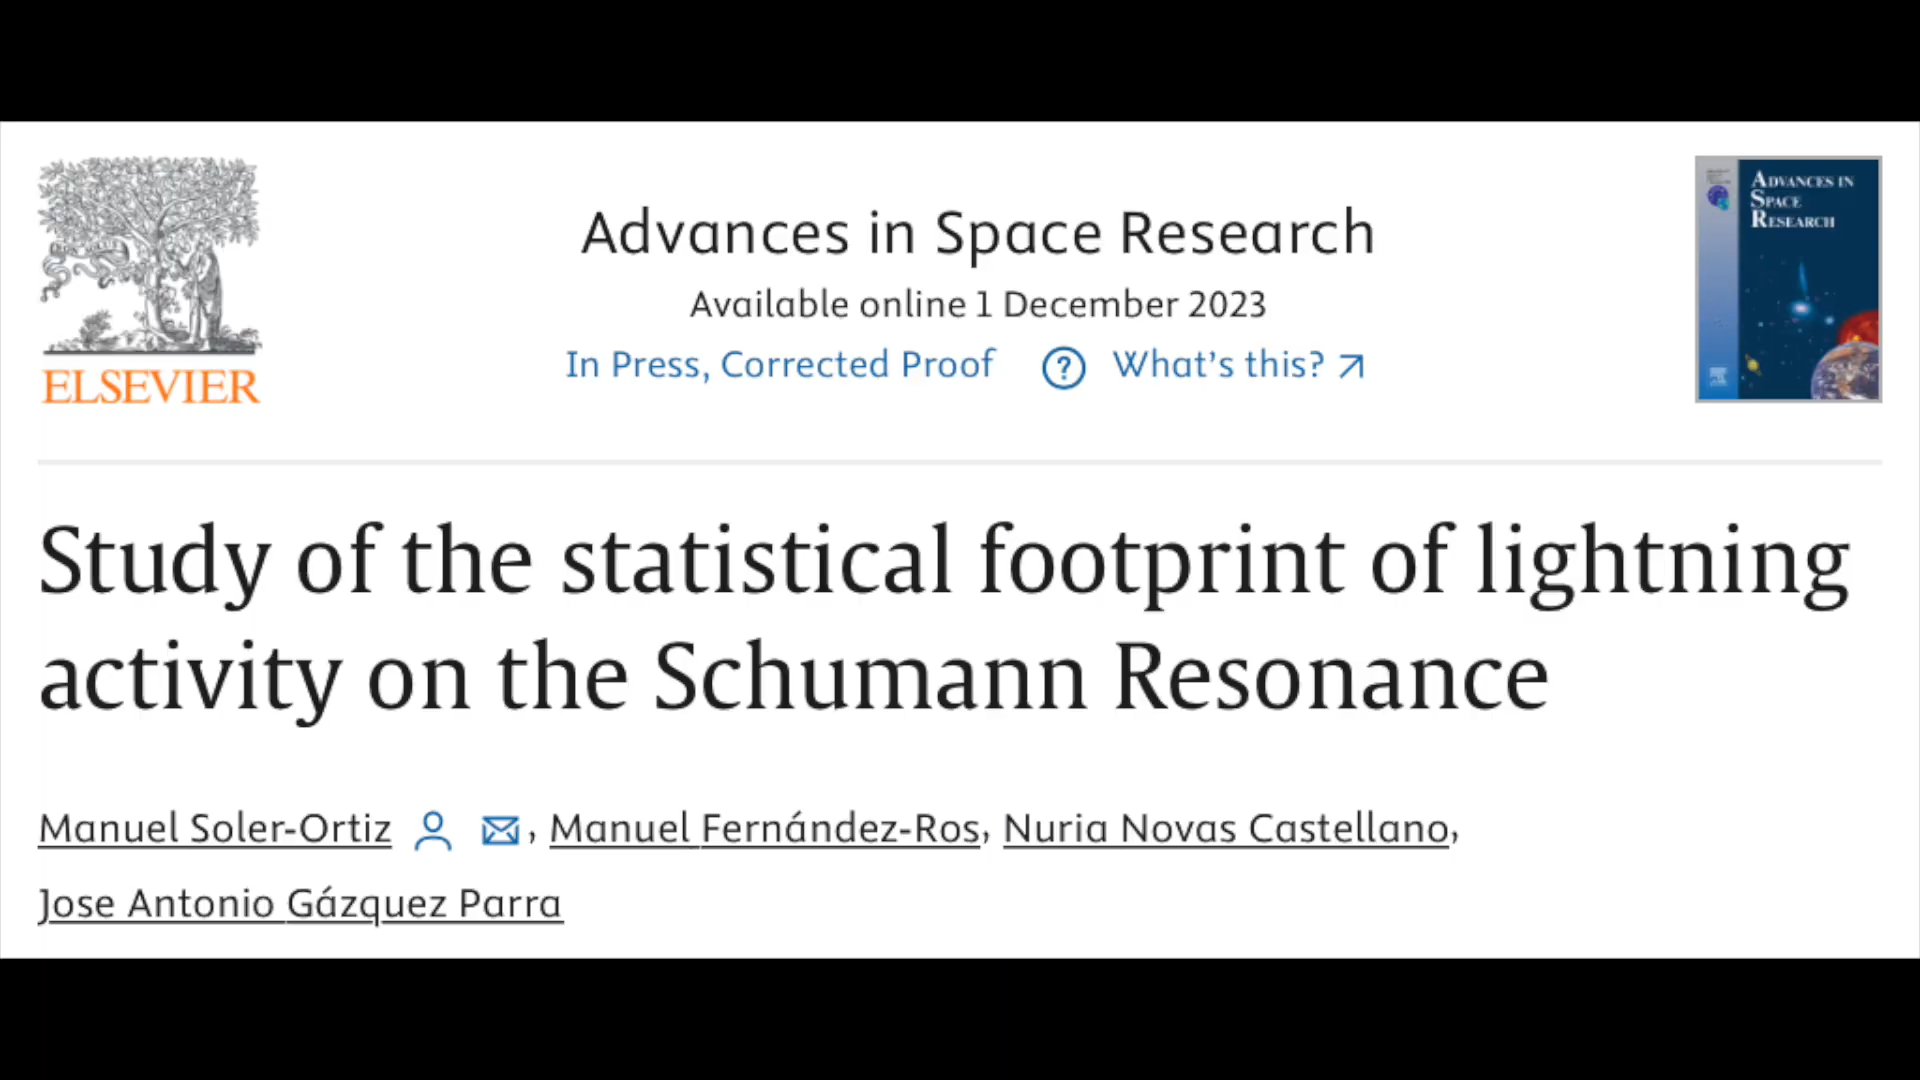 ELSEVIER
Advances in Space Research
Available online 1 December 2023
In Press, Corrected Proof ? What's this? ↗
ADVANCES IN
SPACE
RESEARCH
Study of the statistical footprint of lightning
activity on the Schumann Resonance
Manuel Soler-Ortiz , Manuel Fernández-Ros, Nuria Novas Castellano,
Jose Antonio Gázquez Parra